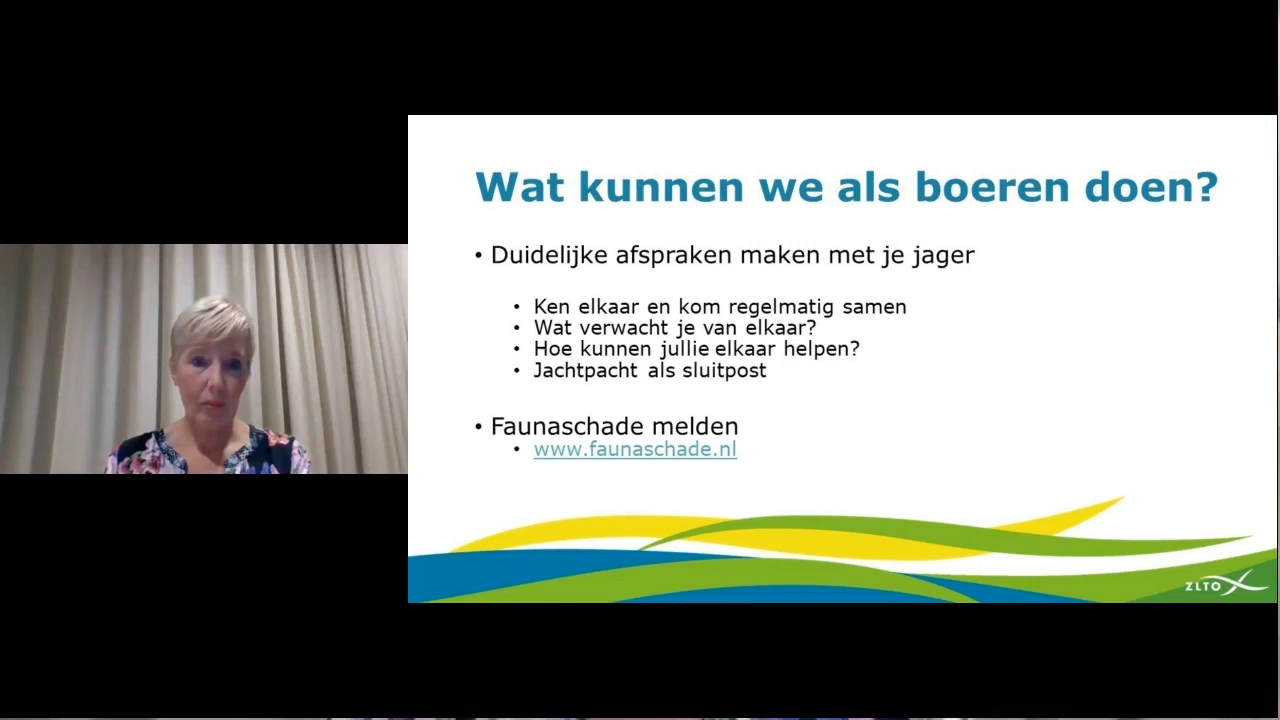 Wat kunnen we als boeren doen?
• Duidelijke afspraken maken met je jager
• Ken elkaar en kom regelmatig samen
• Wat verwacht je van elkaar?
• Hoe kunnen jullie elkaar helpen?
• Jachtpacht als sluitpost
• Faunaschade melden
• www.faunaschade.nl
ZLTO